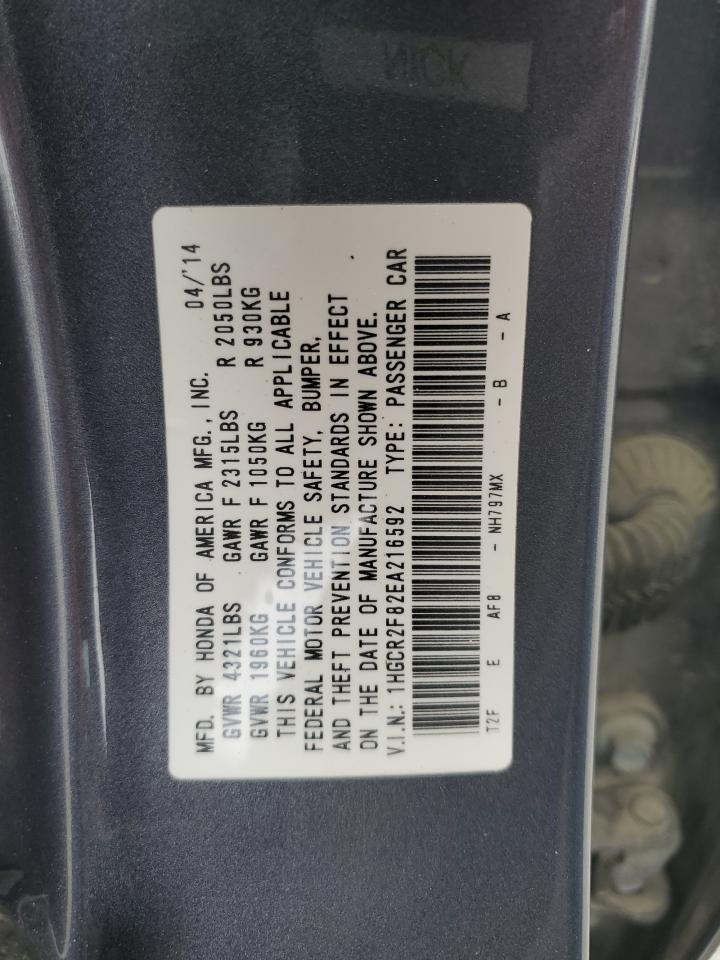 MFD. BY HONDA OF AMERICA MFG., INC. 04/'14
GVWR 4321LBS GAWR F 2315LBS R 2050LBS
GVWR 1960KG GAWR F 1050KG R 930KG
THIS VEHICLE CONFORMS TO ALL APPLICABLE
FEDERAL MOTOR VEHICLE SAFETY, BUMPER,
AND THEFT PREVENTION STANDARDS IN EFFECT
ON THE DATE OF MANUFACTURE SHOWN ABOVE.
V.I.N.: 1HGCR2F82EA216592 TYPE: PASSENGER CAR
T2F E AF8 - NH797MX - B - A
NICK